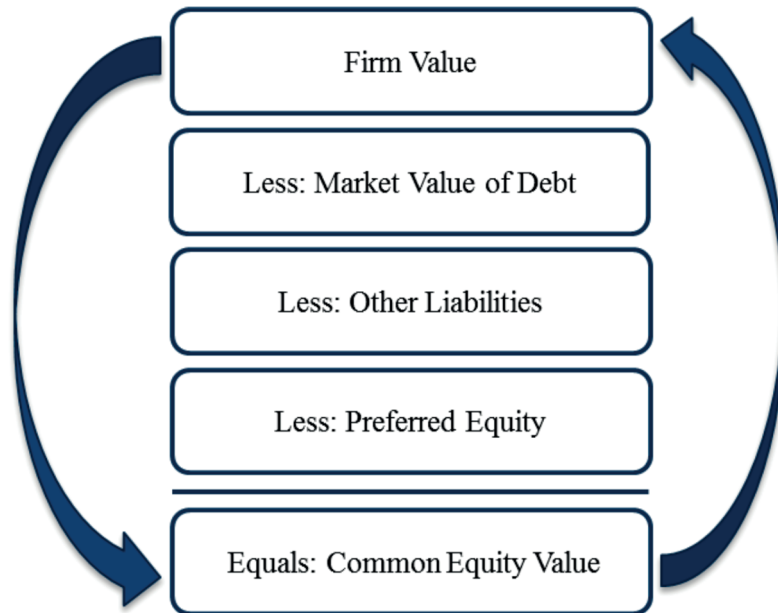 Firm Value
Less: Market Value of Debt
Less: Other Liabilities
Less: Preferred Equity
Equals: Common Equity Value